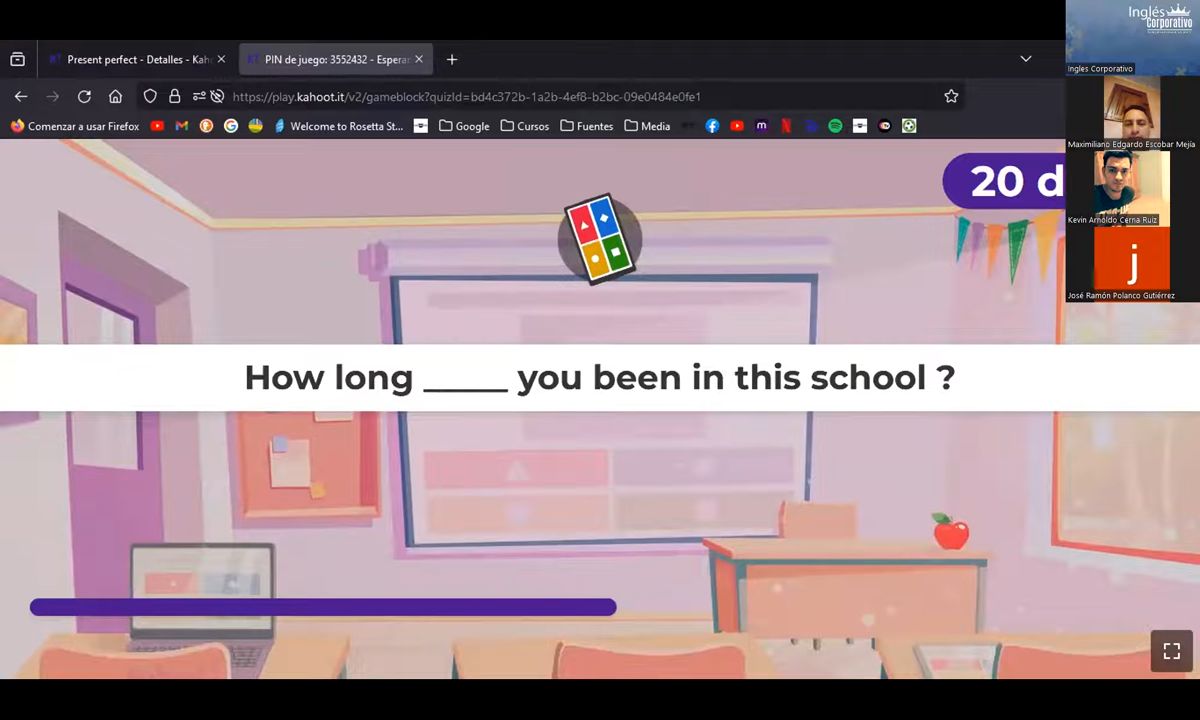 Inglés
Corporativo
Ingles Corporativo
Present perfect - Detalles - Kah
PIN de juego: 3552432 - Espera
https://play.kahoot.it/v2/gameblock?quizId=bd4c372b-1a2b-4ef8-b2bc-09e0484e0fe1
Comenzar a usar Firefox
Welcome to Rosetta St...
Google
Cursos
Fuentes
Media
Maximiliano Edgardo Escobar Mejía
20 d
Kevin Arnoldo Cerna Ruiz
j
José Ramón Polanco Gutiérrez
How long _____ you been in this school ?